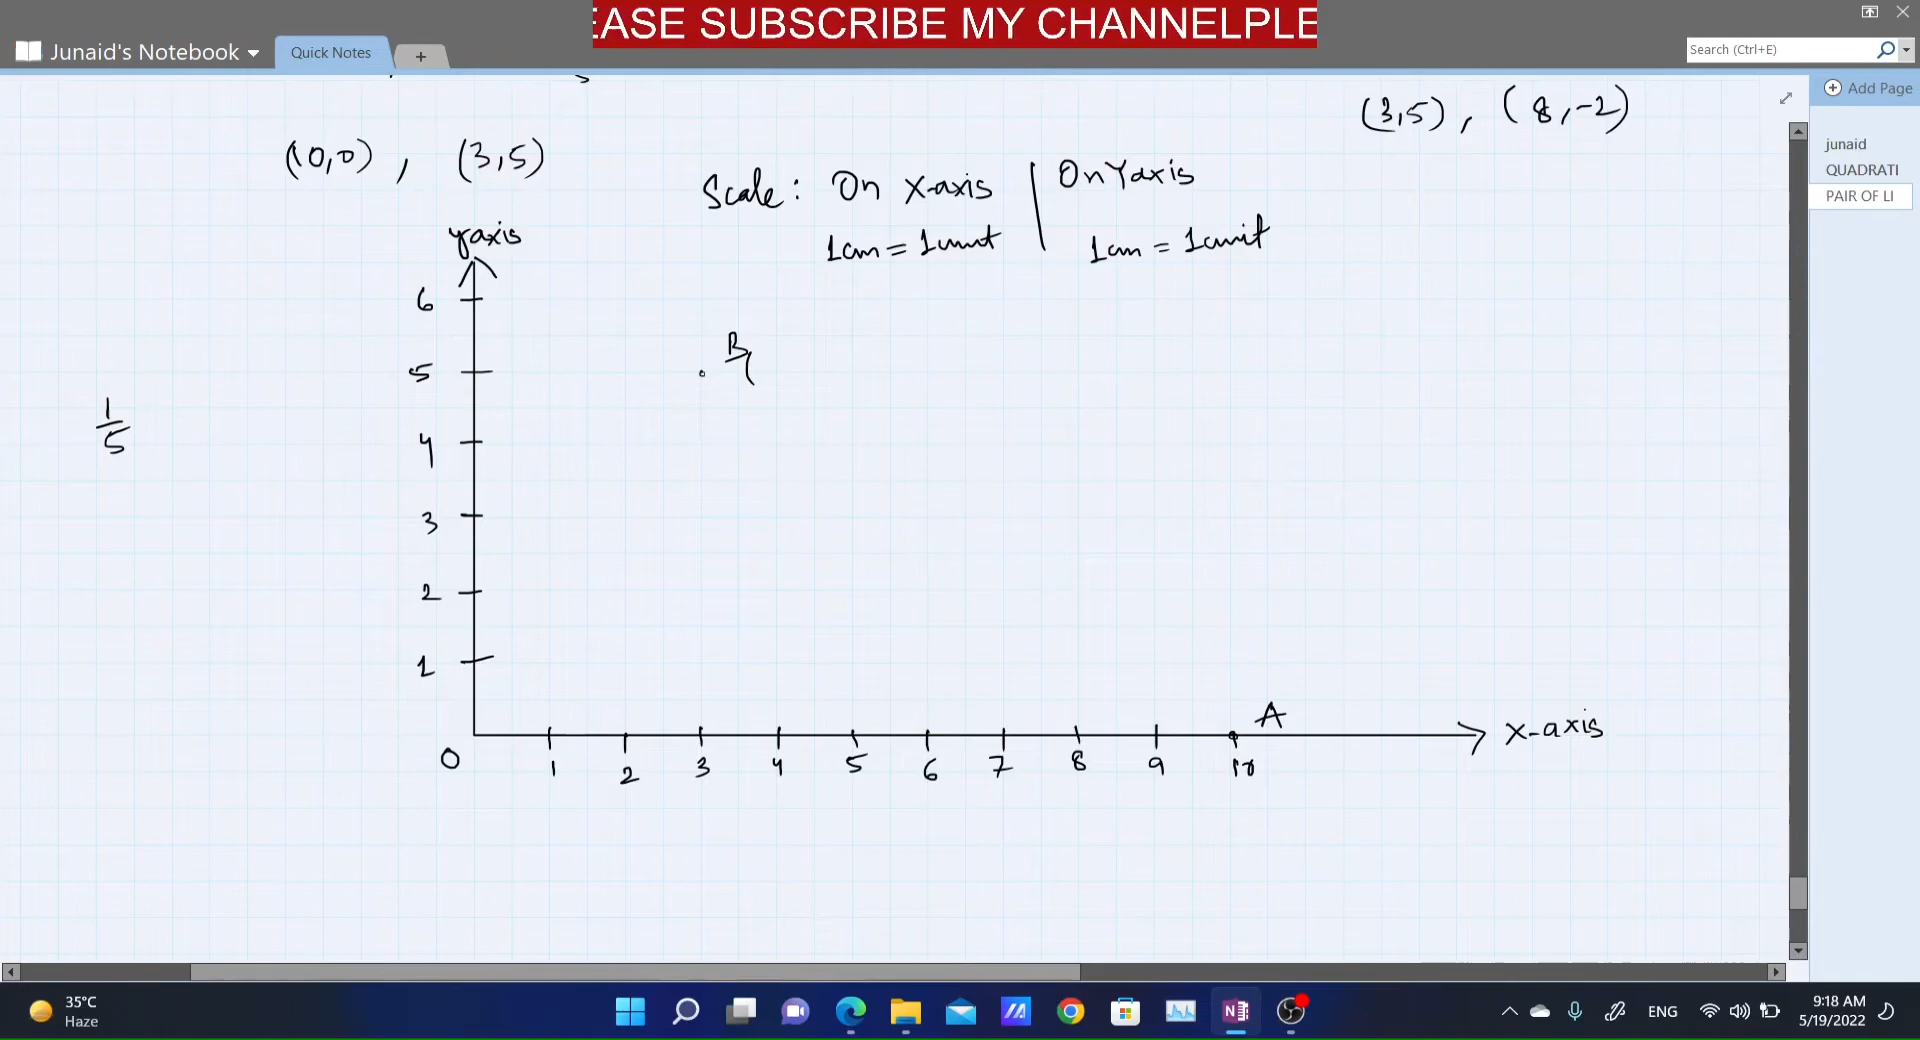 EASE SUBSCRIBE MY CHANNELPLE
Junaid's Notebook
Quick Notes
+
Search (Ctrl+E)
Add Page
junaid
QUADRATI
PAIR OF LI
(3,5), (8,-2)
(10,0), (3,5)
Scale: On X-axis | On Y axis
1cm = 1unit 1cm = 1unit
y axis
6
B
5
1/5
4
3
2
1
A
X-axis
0
1 2 3 4 5 6 7 8 9 10
35°C
Haze
ENG
9:18 AM
5/19/2022